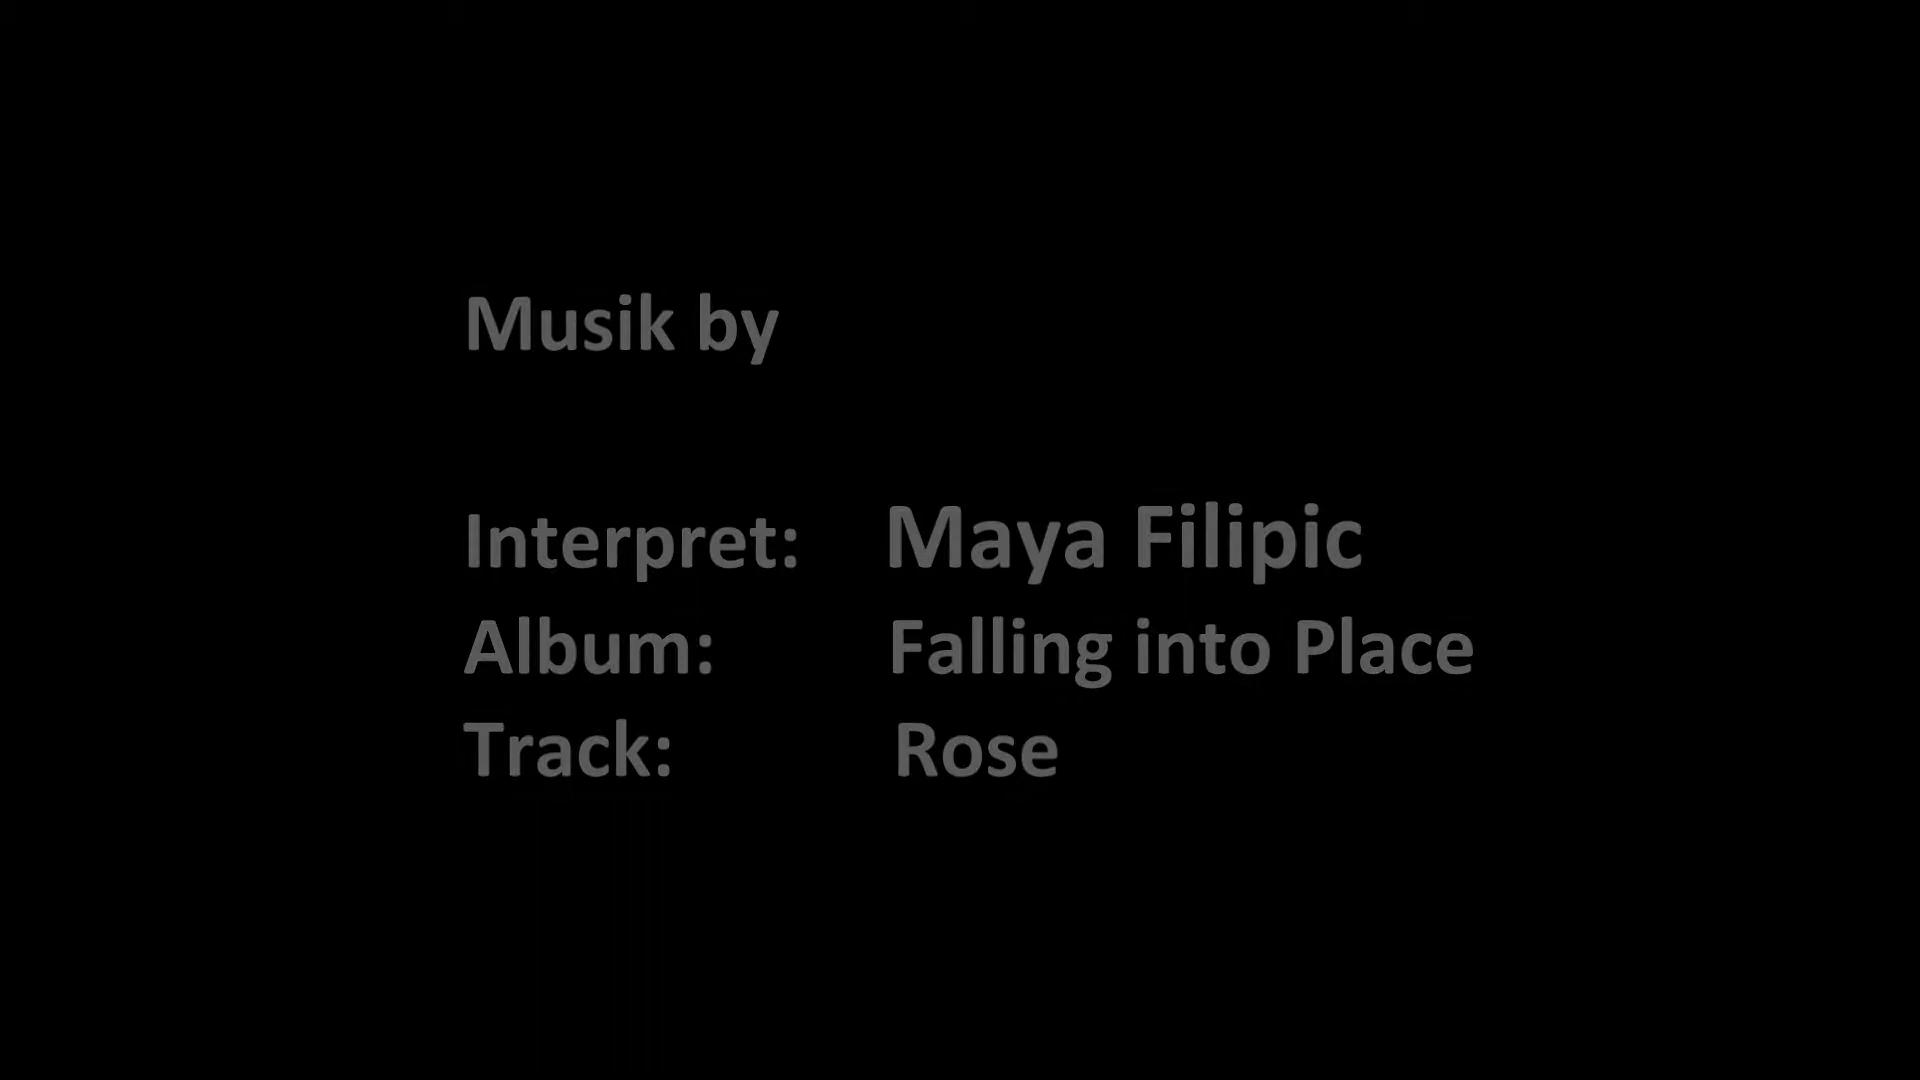 Musik by
Interpret: Maya Filipic
Album: Falling into Place
Track: Rose